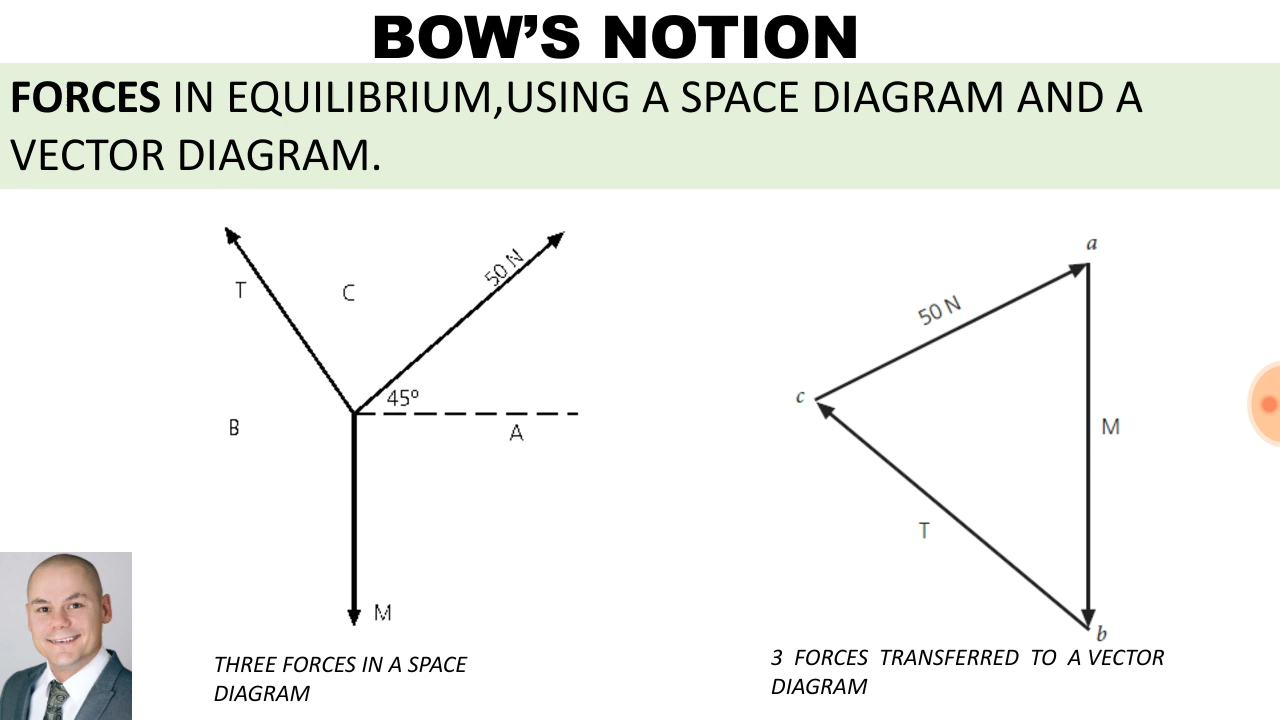 BOW’S NOTION
FORCES IN EQUILIBRIUM,USING A SPACE DIAGRAM AND A
VECTOR DIAGRAM.
T
C
50 N
45º
B
A
M
THREE FORCES IN A SPACE
DIAGRAM
a
50 N
c
M
T
b
3 FORCES TRANSFERRED TO A VECTOR
DIAGRAM